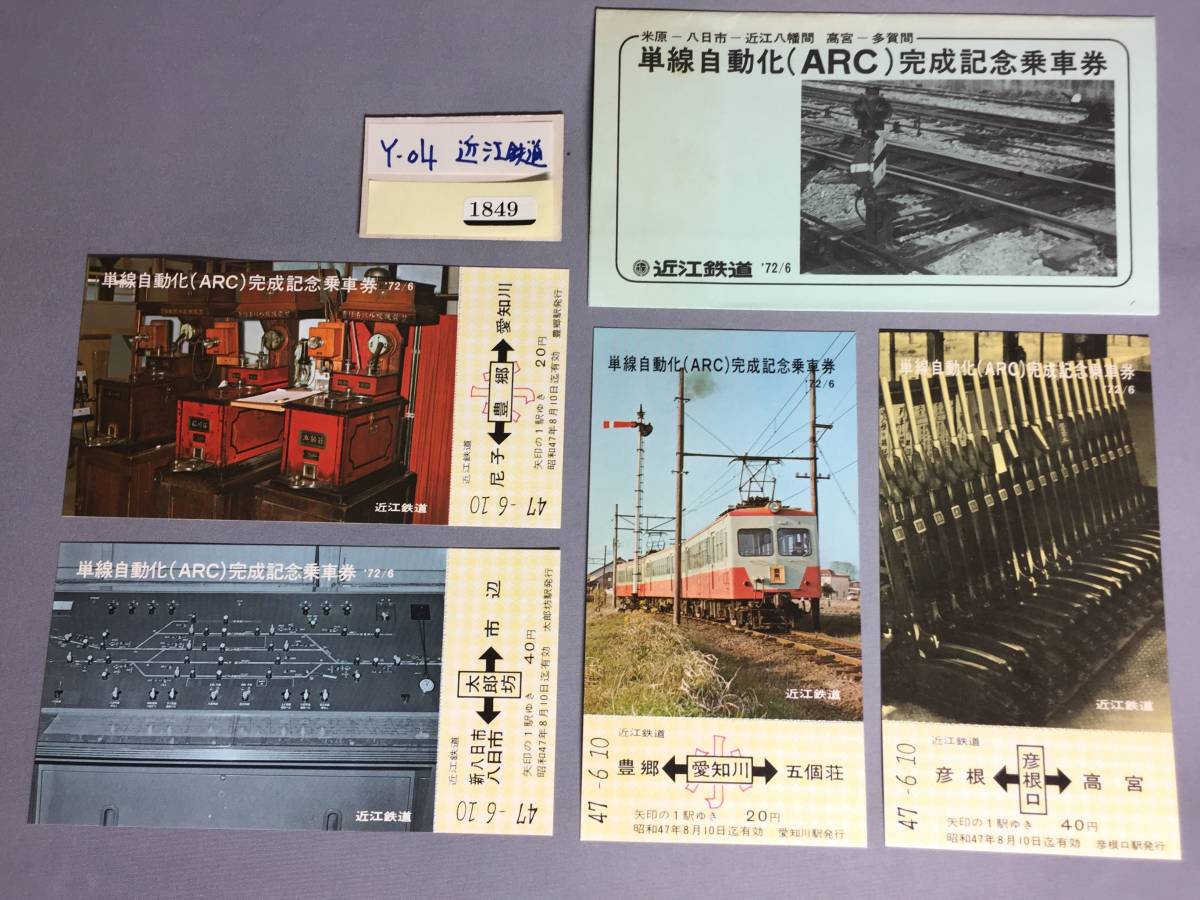 米原－八日市－近江八幡間 高宮－多賀間
単線自動化(ARC)完成記念乗車券
近江鉄道 '72/6
Y-04 近江鉄道
1849
単線自動化(ARC)完成記念乗車券 '72/6
近江鉄道
近江鉄道
尼子 豊郷 愛知川
矢印の1駅ゆき 20円
昭和47年8月10日迄有効 豊郷駅発行
47-6.10
単線自動化(ARC)完成記念乗車券 '72/6
近江鉄道
近江鉄道
新八日市
八日市 太郎坊 市辺
矢印の1駅ゆき 40円
昭和47年8月10日迄有効 太郎坊駅発行
47-6.10
単線自動化(ARC)完成記念乗車券
'72/6
近江鉄道
近江鉄道
豊郷 愛知川 五個荘
小
矢印の1駅ゆき 20円
昭和47年8月10日迄有効 愛知川駅発行
47-6.10
単線自動化(ARC)完成記念乗車券
'72/6
近江鉄道
近江鉄道
彦根 彦根口 高宮
矢印の1駅ゆき 40円
昭和47年8月10日迄有効 彦根口駅発行
47-6.10